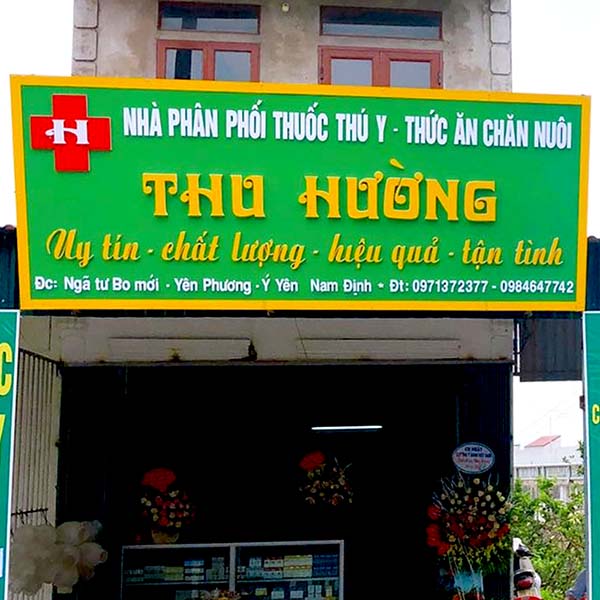 H
NHÀ PHÂN PHỐI THUỐC THÚ Y - THỨC ĂN CHĂN NUÔI
THU HƯỜNG
Uy tín - chất lượng - hiệu quả - tận tình
Đc: Ngã tư Bo mới - Yên Phương - Ý Yên Nam Định * Đt: 0971372377 - 0984647742
C
C